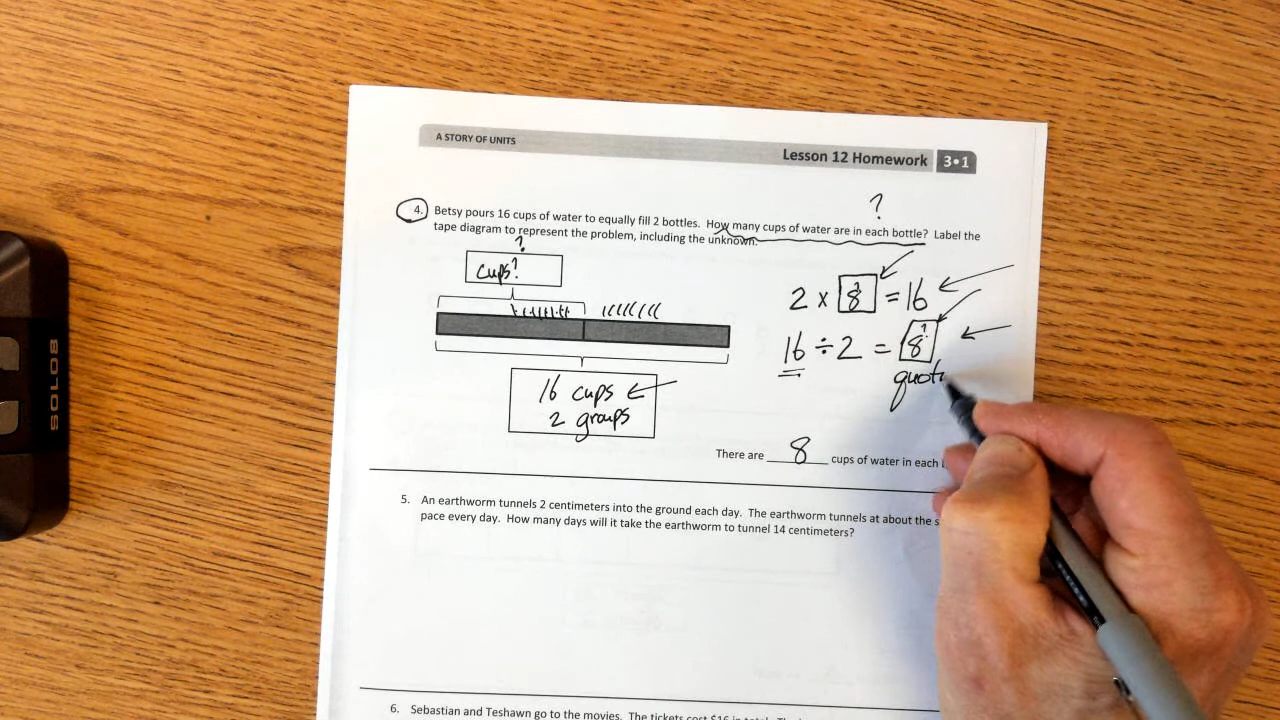 A STORY OF UNITS
Lesson 12 Homework 3•1
?
4. Betsy pours 16 cups of water to equally fill 2 bottles. How many cups of water are in each bottle? Label the
tape diagram to represent the problem, including the unknown.
?
cups?
2 x 8 = 16
16 ÷ 2 = 8
quoti
16 cups
2 groups
There are 8 cups of water in each
5. An earthworm tunnels 2 centimeters into the ground each day. The earthworm tunnels at about the s
pace every day. How many days will it take the earthworm to tunnel 14 centimeters?
6. Sebastian and Teshawn go to the movies. The tickets cost $16 in total.
SOLO8